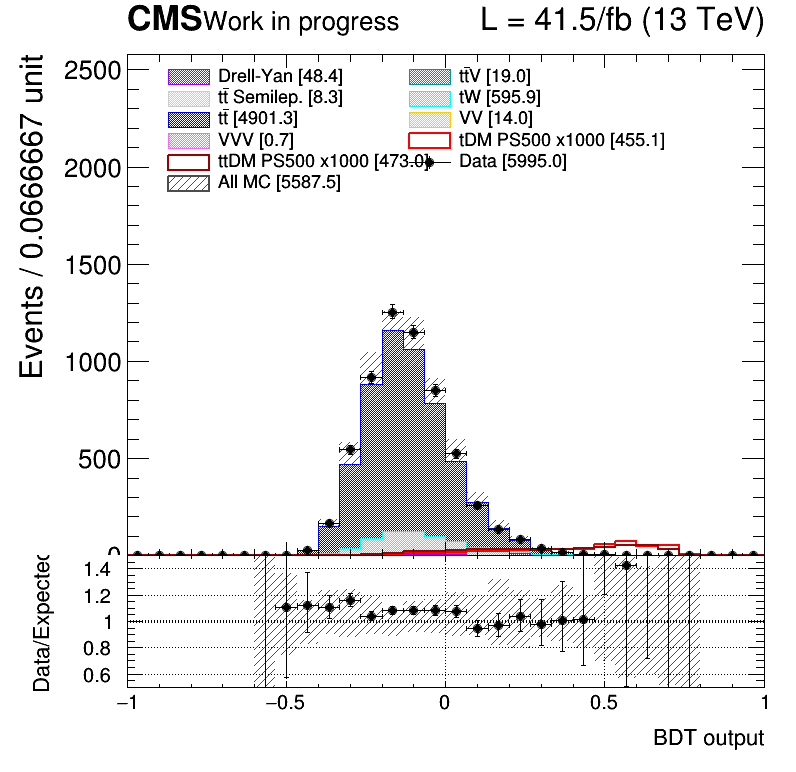 CMS Work in progress L = 41.5/fb (13 TeV)
Events / 0.0666667 unit
2500
2000
1500
1000
500
0
Drell-Yan [48.4]
tt̄ Semilep. [8.3]
tt̄ [4901.3]
VVV [0.7]
ttDM PS500 x1000 [473.0]
All MC [5587.5]
tt̄V [19.0]
tW [595.9]
VV [14.0]
tDM PS500 x1000 [455.1]
Data [5995.0]
Data/Expected
1.4
1.2
1
0.8
0.6
−1 −0.5 0 0.5 1
BDT output